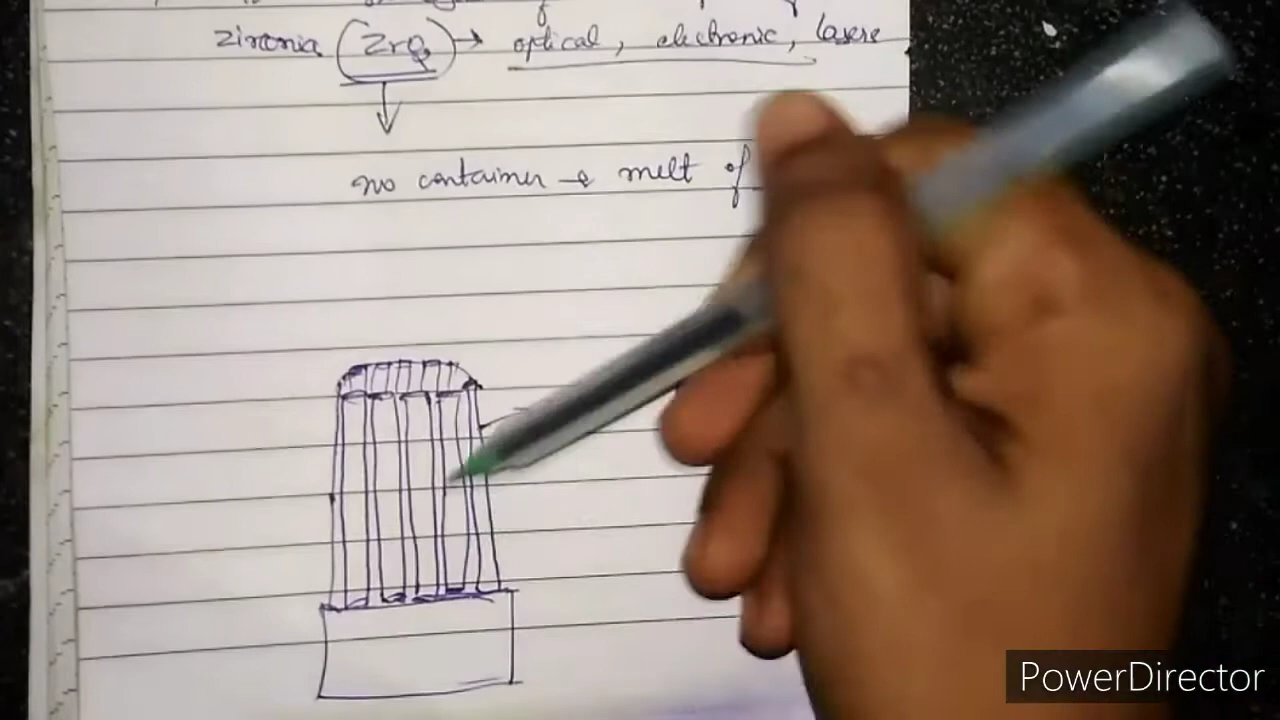 zirconia ZrO₂ → optical, electronic, lasers
no container → melt of
PowerDirector